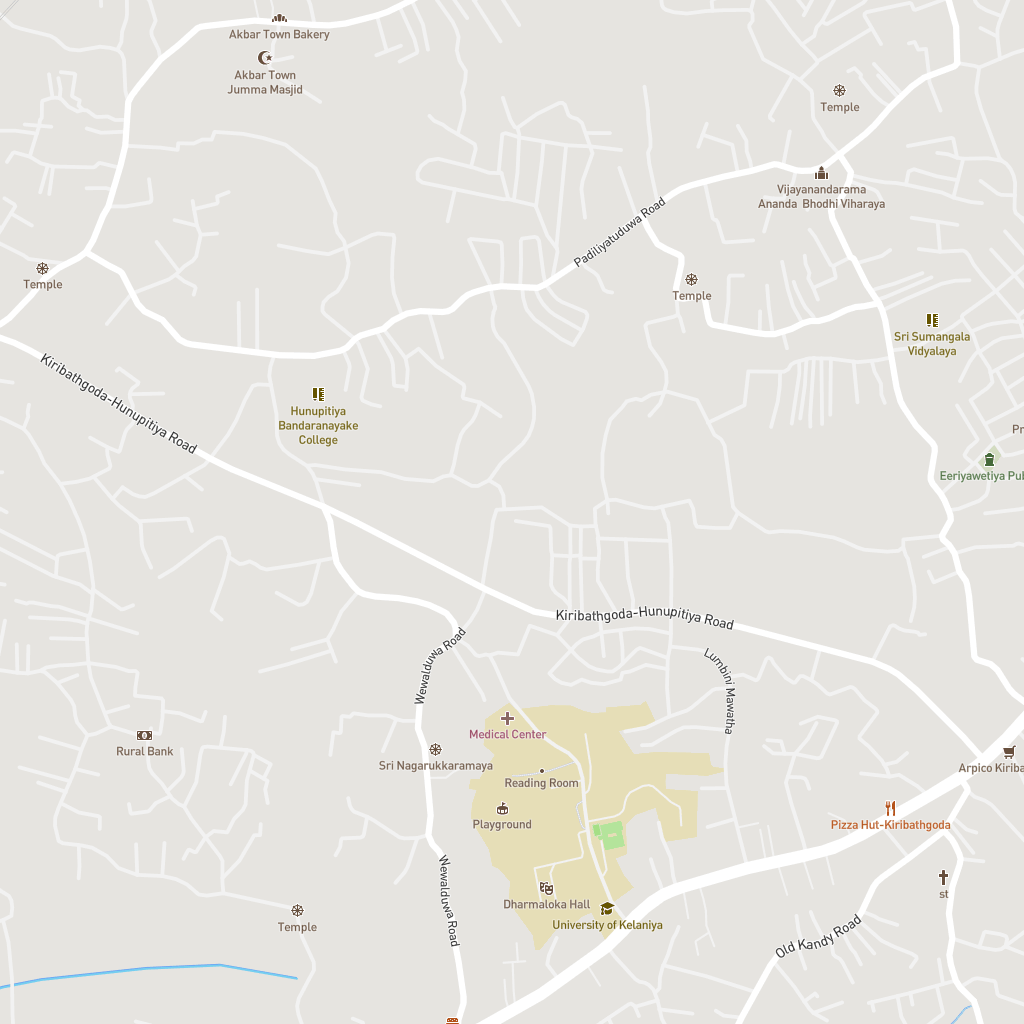 Akbar Town Bakery
Akbar Town
Jumma Masjid
Temple
Vijayanandarama
Ananda Bhodhi Viharaya
Padiliyatuduwa Road
Temple
Temple
Sri Sumangala
Vidyalaya
Kiribathgoda-Hunupitiya Road
Hunupitiya
Bandaranayake
College
Pr
Eeriyawetiya Pub
Kiribathgoda-Hunupitiya Road
Wewalduwa Road
Lumbini Mawatha
Medical Center
Rural Bank
Sri Nagarukkaramaya
Reading Room
Arpico Kiriba
Playground
Pizza Hut-Kiribathgoda
Wewalduwa Road
st
Dharmaloka Hall
University of Kelaniya
Temple
Old Kandy Road